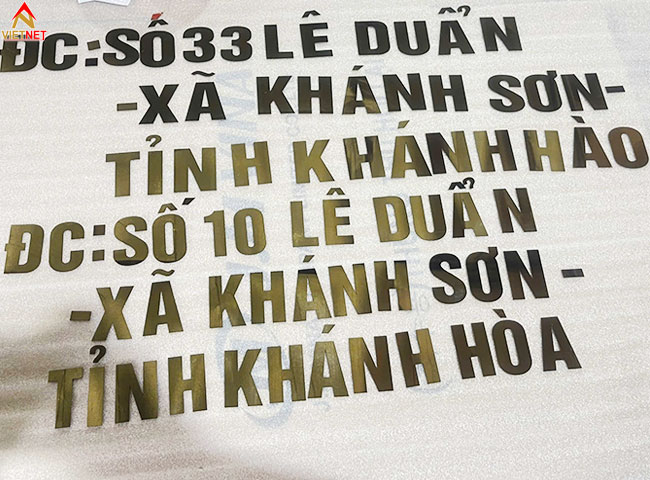 VIETNET
ĐC:SỐ 33 LÊ DUẨN
-XÃ KHÁNH SƠN-
TỈNH KHÁNH HÀO
ĐC:SỐ 10 LÊ DUẨN
-XÃ KHÁNH SƠN-
TỈNH KHÁNH HÒA